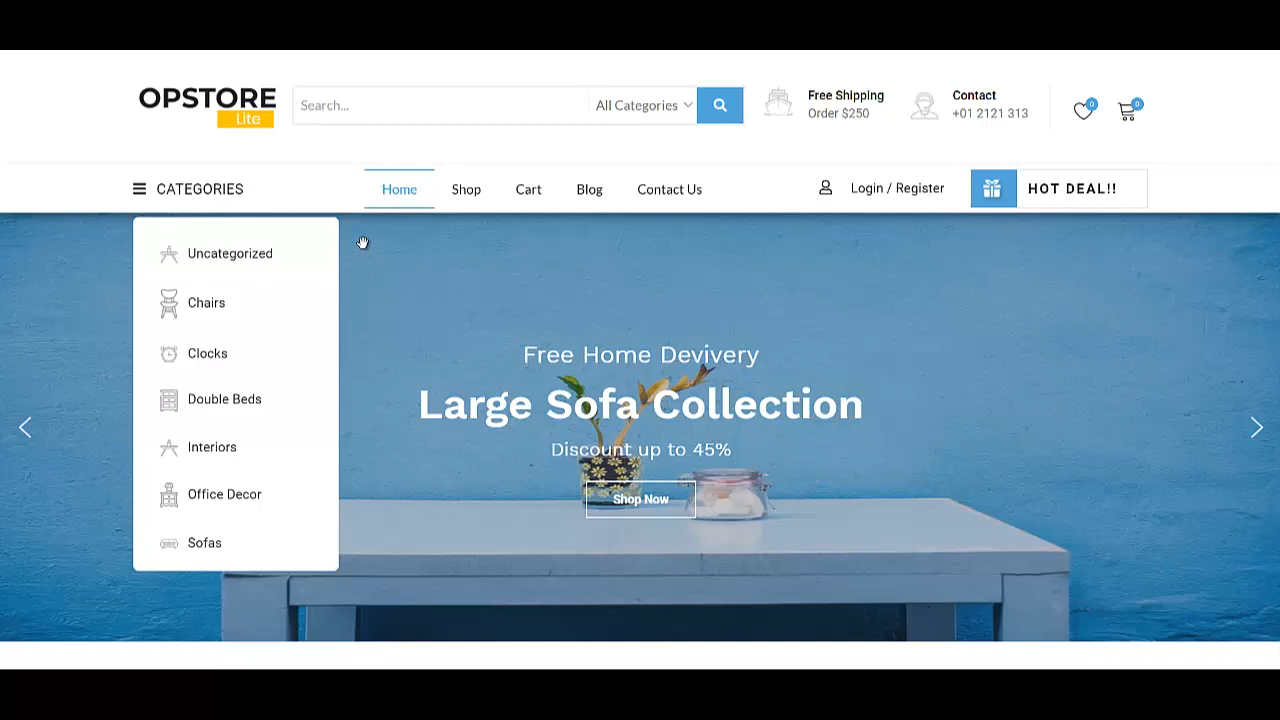 OPSTORE
Lite
Search...
All Categories
Free Shipping
Order $250
Contact
+01 2121 313
0
0
CATEGORIES
Home
Shop
Cart
Blog
Contact Us
Login / Register
HOT DEAL!!
Uncategorized
Chairs
Clocks
Double Beds
Interiors
Office Decor
Sofas
Free Home Devivery
Large Sofa Collection
Discount up to 45%
Shop Now